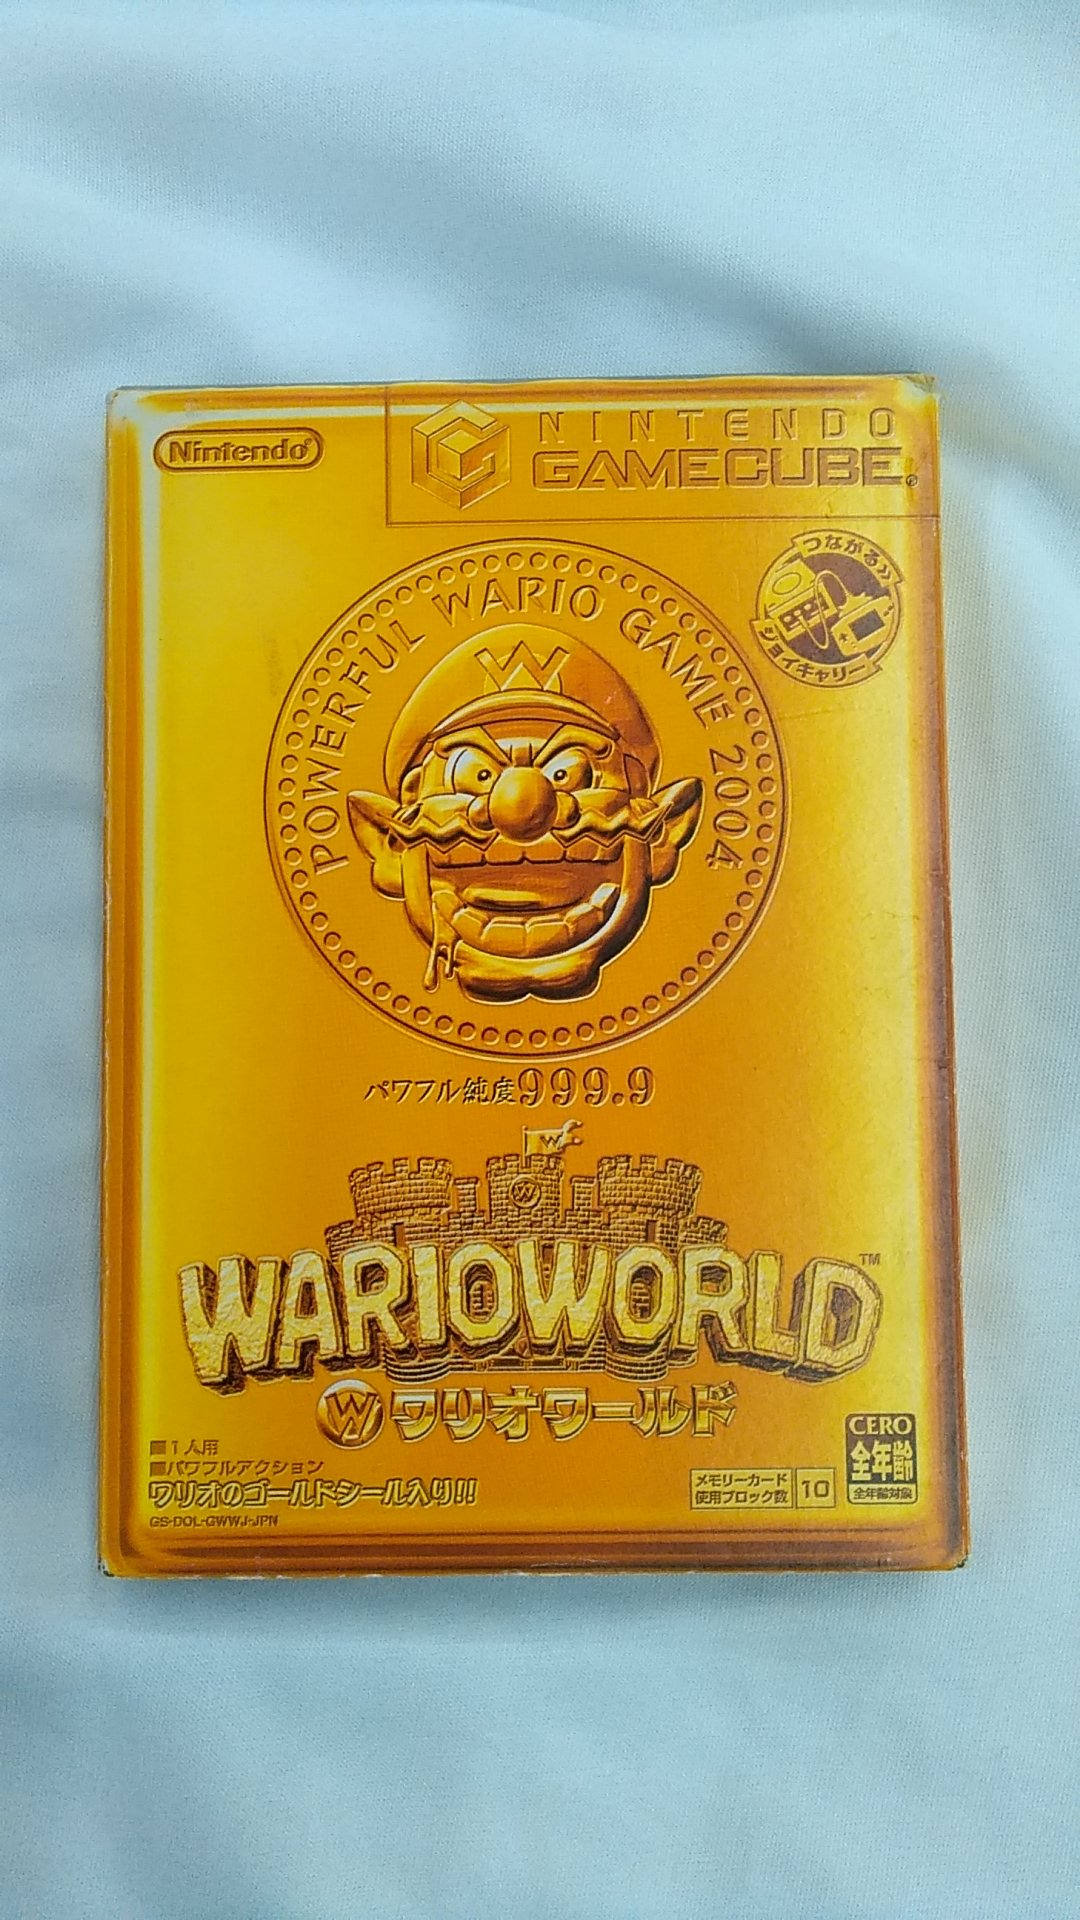 Nintendo®
NINTENDO
GAMECUBE®
つながる》
ジョイキャリー
POWERFUL WARIO GAME 2004
W
パワフル純度999.9
W
W
WARIOWORLD™
W ワリオワールド
■1人用
■パワフルアクション
ワリオのゴールドシール入り!!
GS-DOL-GWWJ-JPN
メモリーカード
使用ブロック数 10
CERO
全年齢
全年齢対象